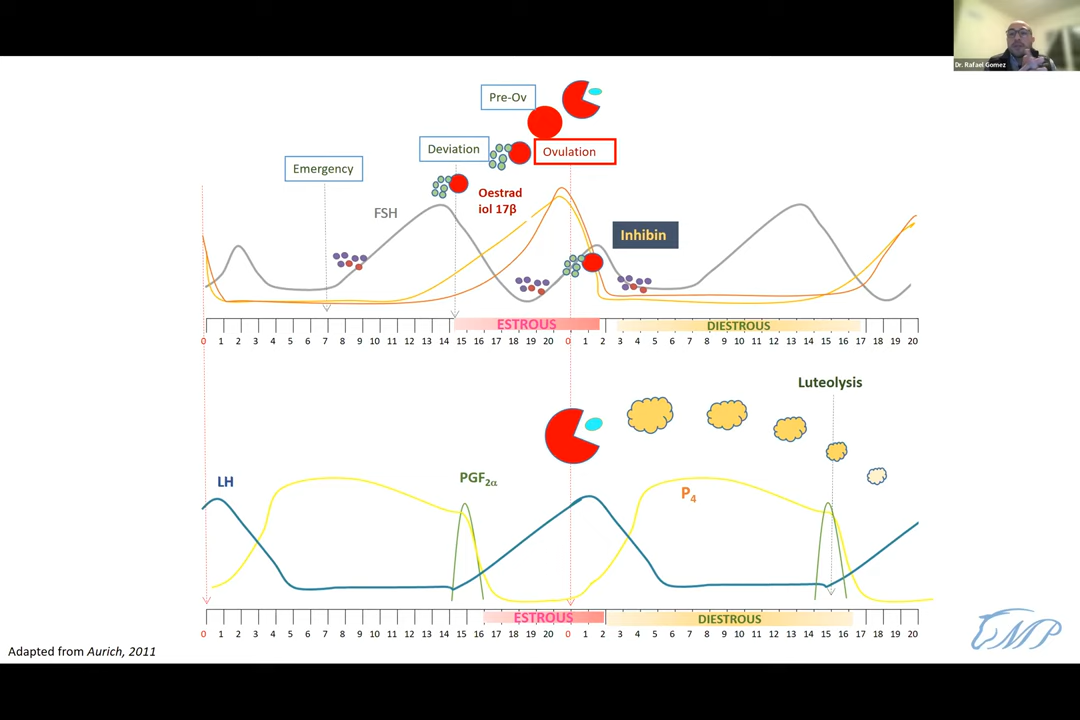 Dr. Rafael Gomez
Pre-Ov
Deviation
Ovulation
Emergency
Oestrad
iol 17β
FSH
Inhibin
ESTROUS
DIESTROUS
0 1 2 3 4 5 6 7 8 9 10 11 12 13 14 15 16 17 18 19 20 0 1 2 3 4 5 6 7 8 9 10 11 12 13 14 15 16 17 18 19 20
Luteolysis
LH
PGF2α
P4
ESTROUS
DIESTROUS
0 1 2 3 4 5 6 7 8 9 10 11 12 13 14 15 16 17 18 19 20 0 1 2 3 4 5 6 7 8 9 10 11 12 13 14 15 16 17 18 19 20
Adapted from Aurich, 2011